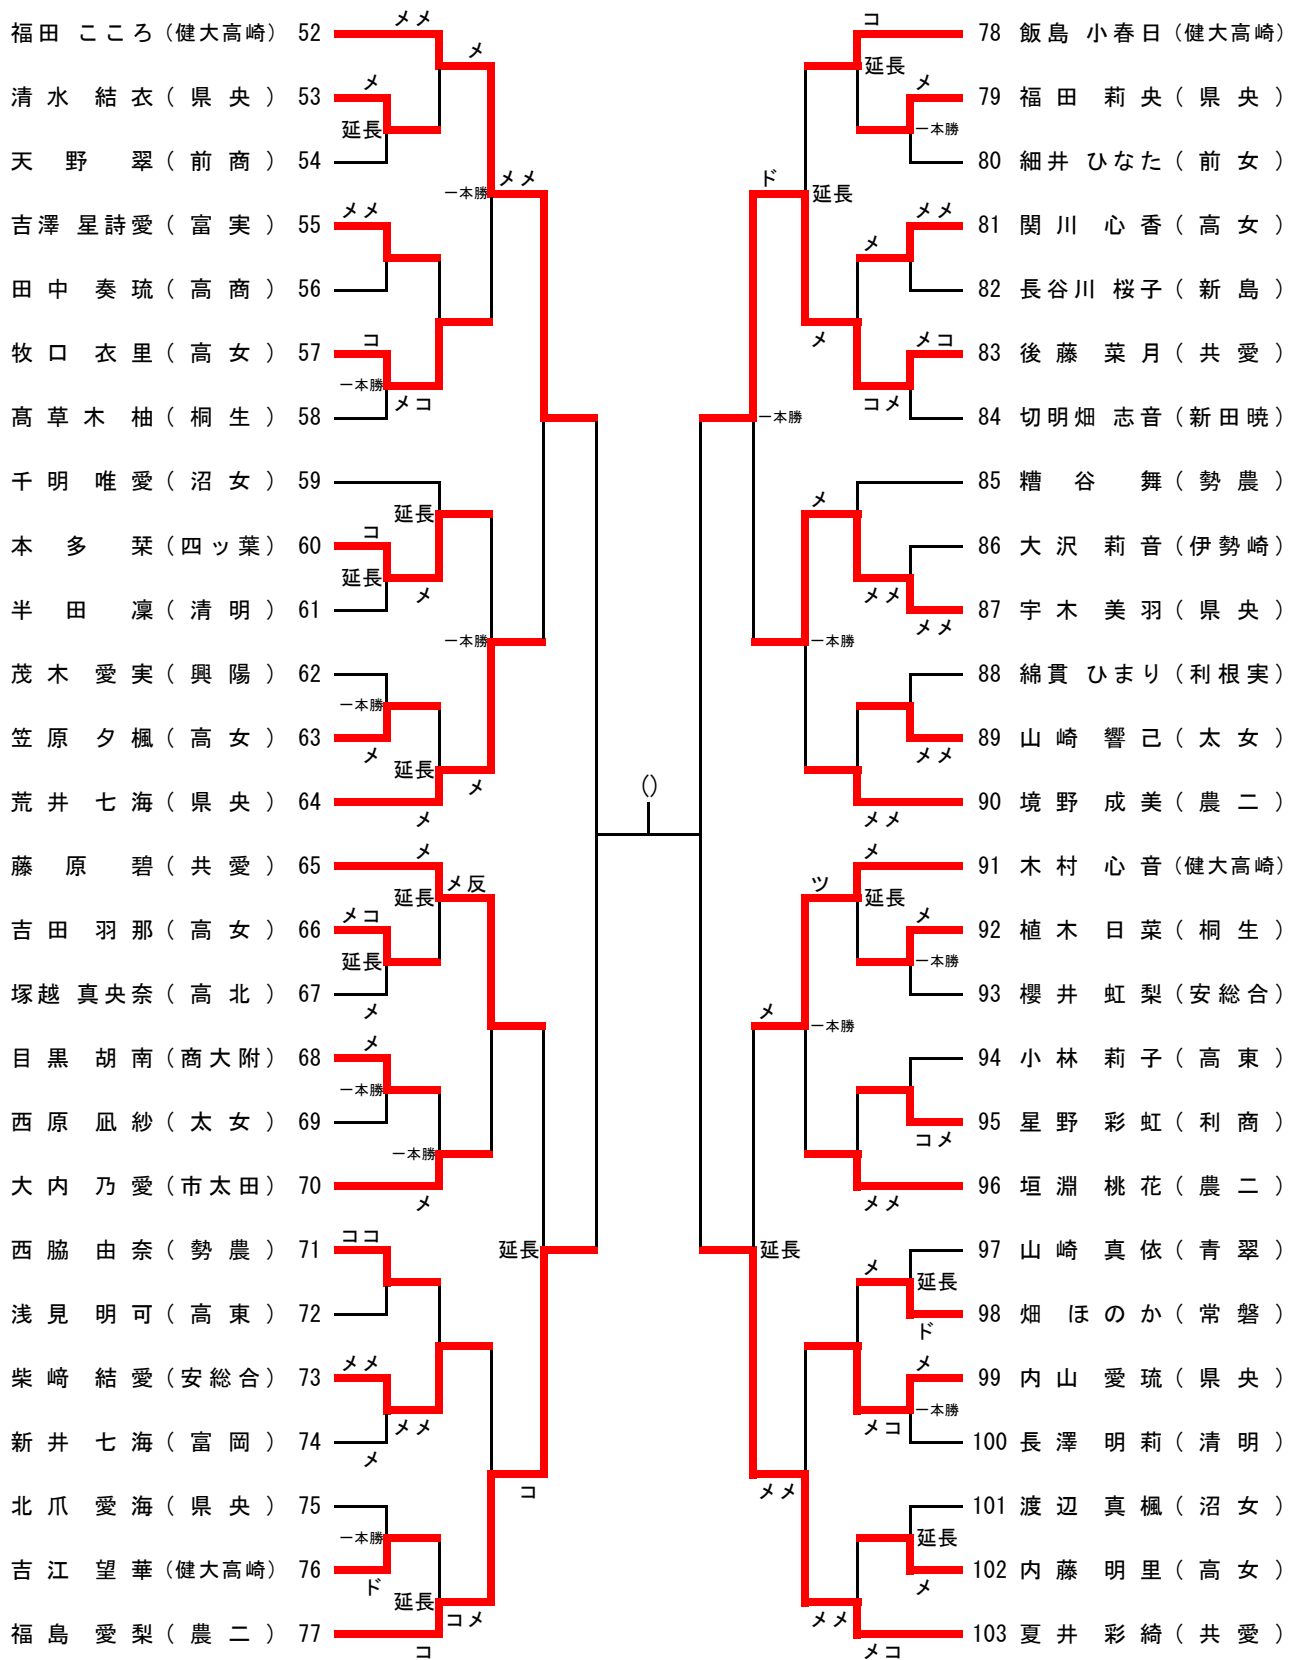 福田 こころ (健大高崎) 52
清水 結衣 (県央) 53
天野 翠 (前商) 54
吉澤 星詩愛 (富実) 55
田中 奏琉 (高商) 56
牧口 衣里 (高女) 57
髙草木 柚 (桐生) 58
千明 唯愛 (沼女) 59
本多 栞 (四ッ葉) 60
半田 凜 (清明) 61
茂木 愛実 (興陽) 62
笠原 夕楓 (高女) 63
荒井 七海 (県央) 64
藤原 碧 (共愛) 65
吉田 羽那 (高女) 66
塚越 真央奈 (高北) 67
目黒 胡南 (商大附) 68
西原 凪紗 (太女) 69
大内 乃愛 (市太田) 70
西脇 由奈 (勢農) 71
浅見 明可 (高東) 72
柴﨑 結愛 (安総合) 73
新井 七海 (富岡) 74
北爪 愛海 (県央) 75
吉江 望華 (健大高崎) 76
福島 愛梨 (農二) 77
メメ
メ
メ
延長
一本勝
メメ
メメ
コ
一本勝
メコ
延長
コ
延長
メ
一本勝
一本勝
メ
延長
メ
メ
メ
延長
メ反
メコ
延長
メ
メ
一本勝
一本勝
メ
ココ
延長
メメ
メメ
メ
コ
一本勝
ド
延長
コメ
コ
()
コ
延長
メ
一本勝
ド
延長
メメ
メ
メ
メコ
コメ
一本勝
メ
メメ
メメ
一本勝
メメ
メメ
メ
ツ
延長
メ
一本勝
メ
一本勝
コメ
メメ
延長
メ
延長
ド
メ
一本勝
メコ
メメ
延長
メ
メメ
メコ
78 飯島 小春日 (健大高崎)
79 福田 莉央 (県央)
80 細井 ひなた (前女)
81 関川 心香 (高女)
82 長谷川 桜子 (新島)
83 後藤 菜月 (共愛)
84 切明畑 志音 (新田暁)
85 糟谷 舞 (勢農)
86 大沢 莉音 (伊勢崎)
87 宇木 美羽 (県央)
88 綿貫 ひまり (利根実)
89 山崎 響己 (太女)
90 境野 成美 (農二)
91 木村 心音 (健大高崎)
92 植木 日菜 (桐生)
93 櫻井 虹梨 (安総合)
94 小林 莉子 (高東)
95 星野 彩虹 (利商)
96 垣淵 桃花 (農二)
97 山崎 真依 (青翠)
98 畑 ほのか (常磐)
99 内山 愛琉 (県央)
100 長澤 明莉 (清明)
101 渡辺 真楓 (沼女)
102 内藤 明里 (高女)
103 夏井 彩綺 (共愛)